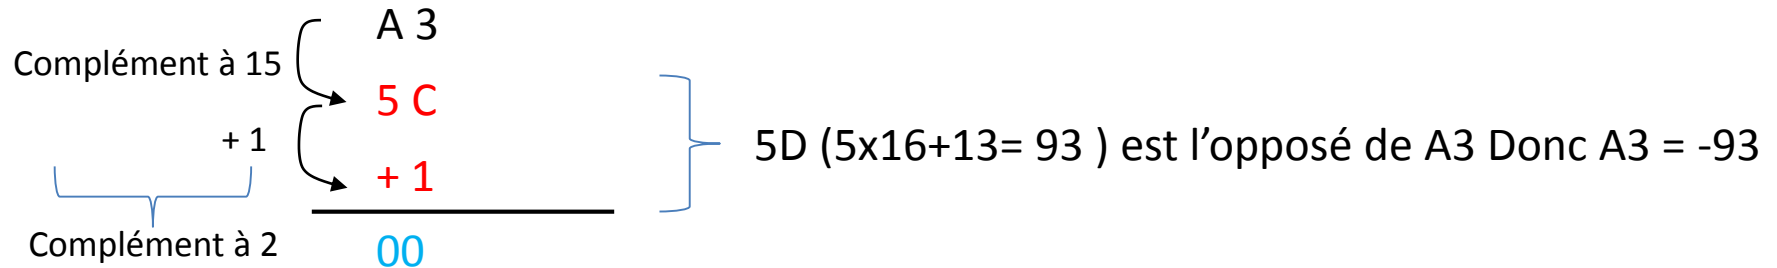 A 3
Complément à 15
5 C
+ 1
5D (5x16+13= 93 ) est l’opposé de A3 Donc A3 = -93
+ 1
Complément à 2
00